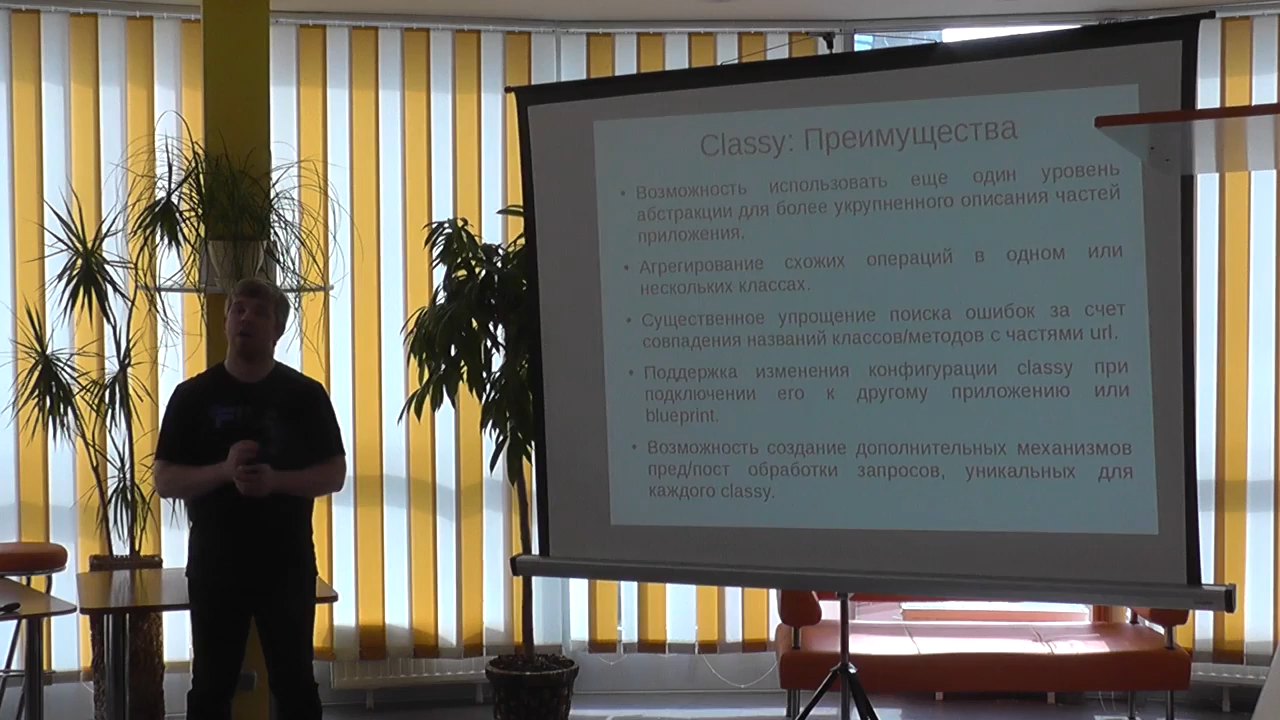 Classy: Преимущества
• Возможность использовать еще один уровень
абстракции для более укрупненного описания частей
приложения.
• Агрегирование схожих операций в одном или
нескольких классах.
• Существенное упрощение поиска ошибок за счет
совпадения названий классов/методов с частями url.
• Поддержка изменения конфигурации classy при
подключении его к другому приложению или
blueprint.
• Возможность создание дополнительных механизмов
пред/пост обработки запросов, уникальных для
каждого classy.